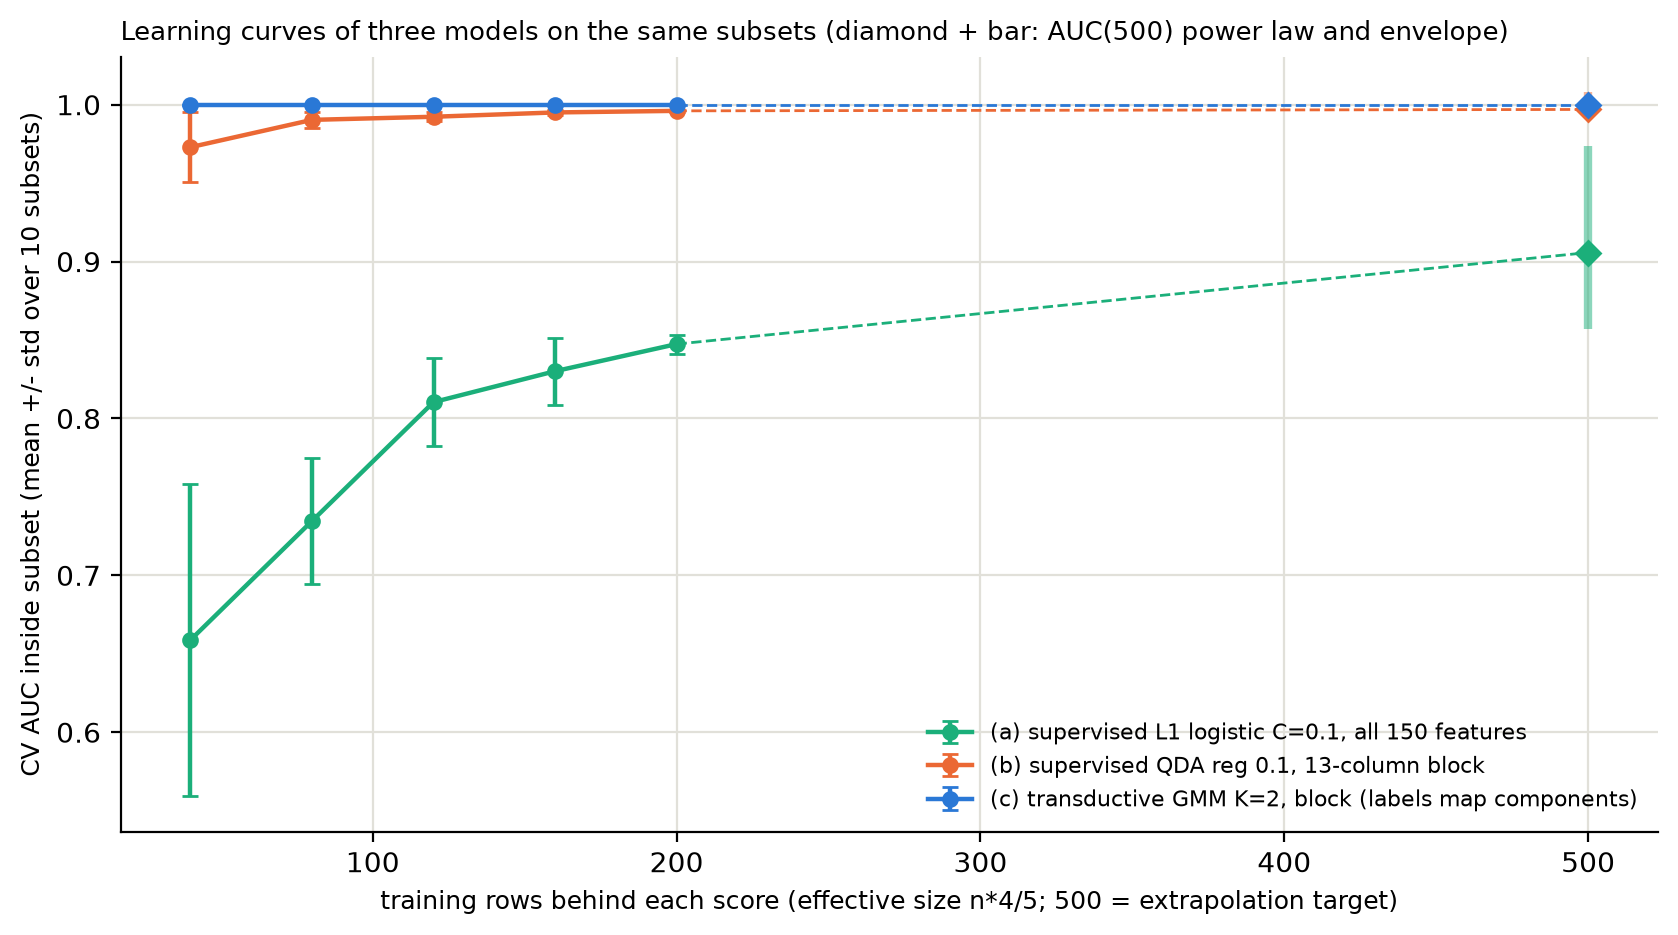 Learning curves of three models on the same subsets (diamond + bar: AUC(500) power law and envelope)
CV AUC inside subset (mean +/- std over 10 subsets)
1.0
0.9
0.8
0.7
0.6
(a) supervised L1 logistic C=0.1, all 150 features
(b) supervised QDA reg 0.1, 13-column block
(c) transductive GMM K=2, block (labels map components)
100 200 300 400 500
training rows behind each score (effective size n*4/5; 500 = extrapolation target)